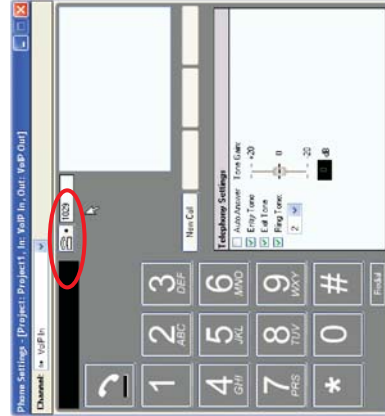 Phone Settings - [Project: Project1, In: VoIP In, Out: VoIP Out]
Channel: VoIP In
1029
New Call
1
2 ABC
3 DEF
4 GHI
5 JKL
6 MNO
7 PRS
8 TUV
9 WXY
*
0
#
Redial
Telephony Settings
Auto Answer
Entry Tone
Exit Tone
Ring Tone:
2
Tone Gain:
+20
0
-20
0 dB